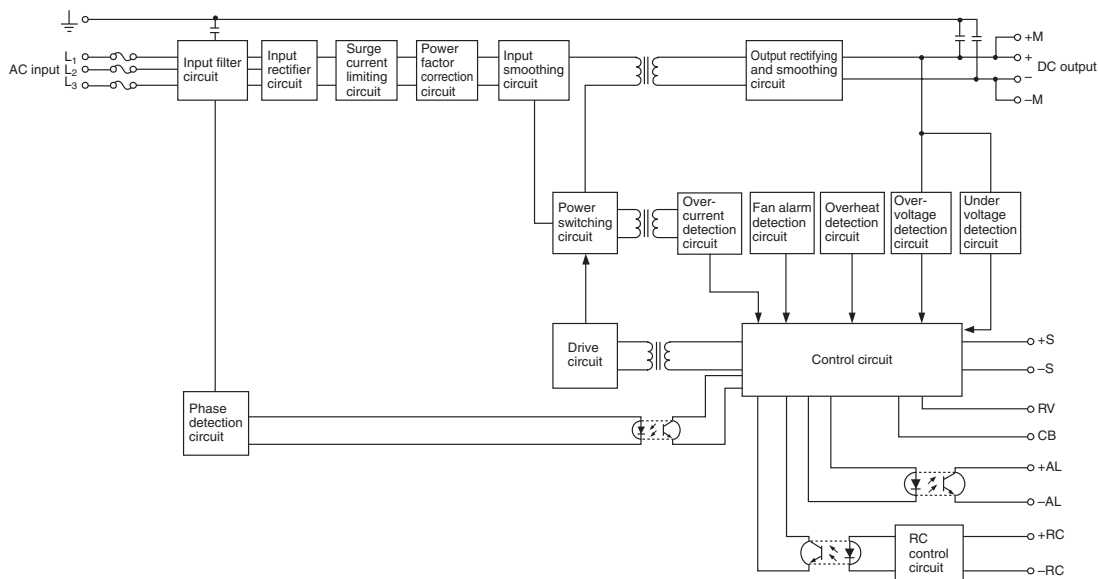 AC input
L1
L2
L3
Input filter
circuit
Input
rectifier
circuit
Surge
current
limiting
circuit
Power
factor
correction
circuit
Input
smoothing
circuit
Output rectifying
and smoothing
circuit
+M
+
–
–M
DC output
Power
switching
circuit
Over-
current
detection
circuit
Fan alarm
detection
circuit
Overheat
detection
circuit
Over-
voltage
detection
circuit
Under
voltage
detection
circuit
Drive
circuit
Control circuit
+S
–S
RV
CB
+AL
–AL
+RC
–RC
Phase
detection
circuit
RC
control
circuit